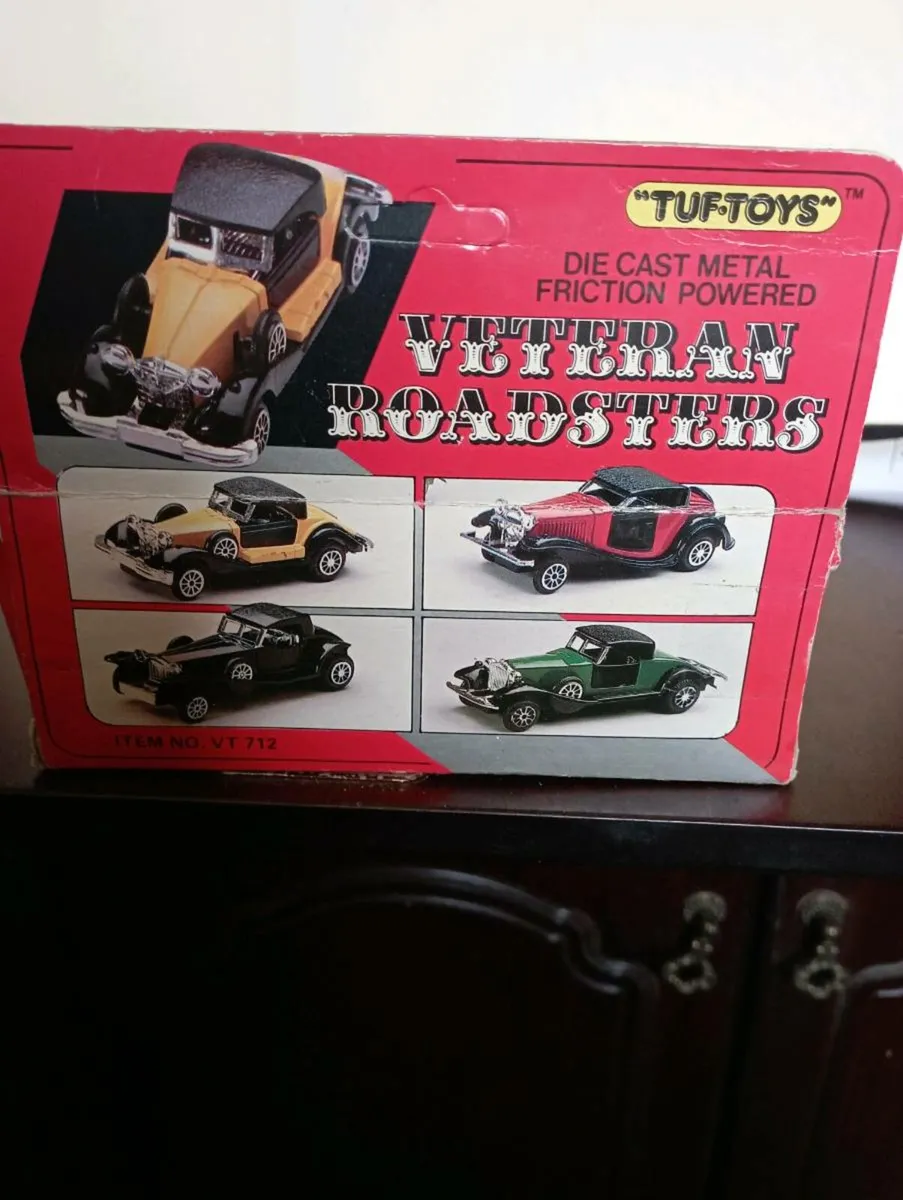 "TUF·TOYS" ™
DIE CAST METAL
FRICTION POWERED
VETERAN
ROADSTERS
ITEM NO. VT 712